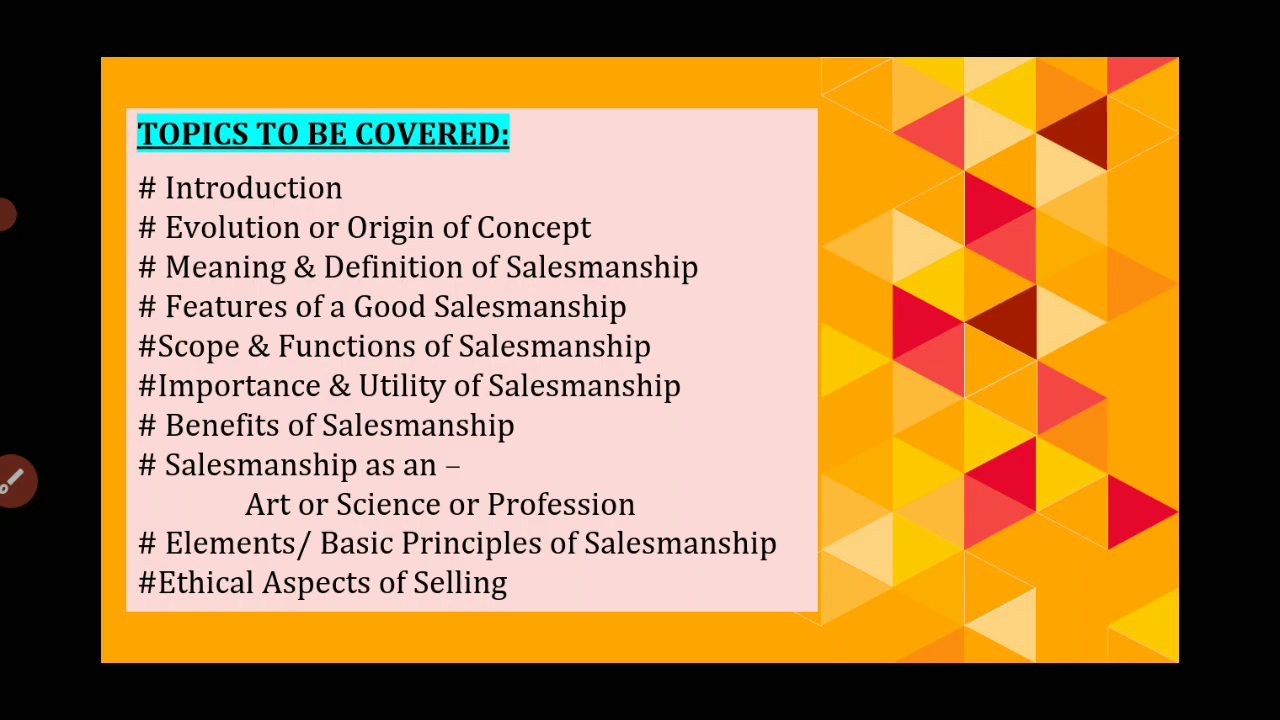 TOPICS TO BE COVERED:
# Introduction
# Evolution or Origin of Concept
# Meaning & Definition of Salesmanship
# Features of a Good Salesmanship
#Scope & Functions of Salesmanship
#Importance & Utility of Salesmanship
# Benefits of Salesmanship
# Salesmanship as an –
Art or Science or Profession
# Elements/ Basic Principles of Salesmanship
#Ethical Aspects of Selling